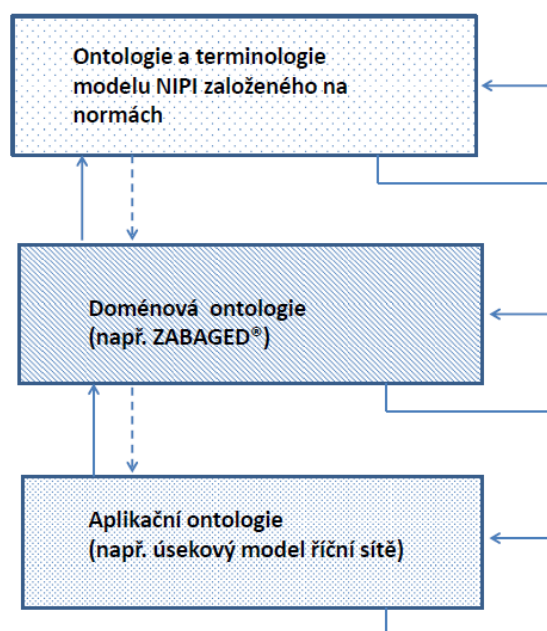 Ontologie a terminologie
modelu NIPI založeného na
normách
Doménová ontologie
(např. ZABAGED®)
Aplikační ontologie
(např. úsekový model říční sítě)